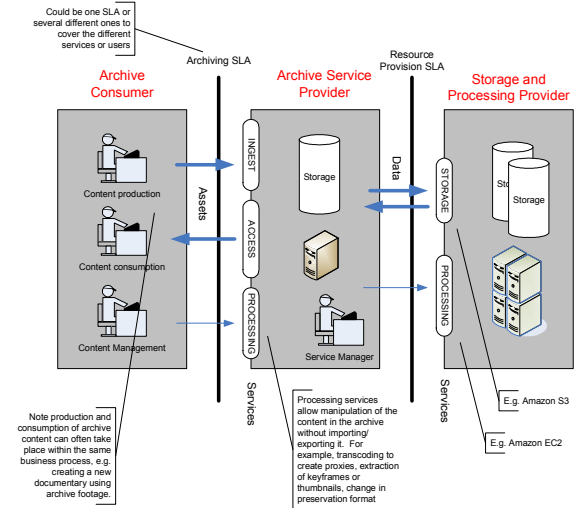 Could be one SLA or
several different ones to
cover the different
services or users
Archiving SLA
Resource
Provision SLA
Archive
Consumer
Archive Service
Provider
Storage and
Processing Provider
Content production
Content consumption
Content Management
Assets
INGEST
ACCESS
PROCESSING
Services
Storage
Service Manager
Data
STORAGE
PROCESSING
Services
Storage
Note production and
consumption of archive
content can often take
place within the same
business process, e.g.
creating a new
documentary using
archive footage.
Processing services
allow manipulation of the
content in the archive
without importing/
exporting it. For
example, transcoding to
create proxies, extraction
of keyframes or
thumbnails, change in
preservation format
E.g. Amazon S3
E.g. Amazon EC2